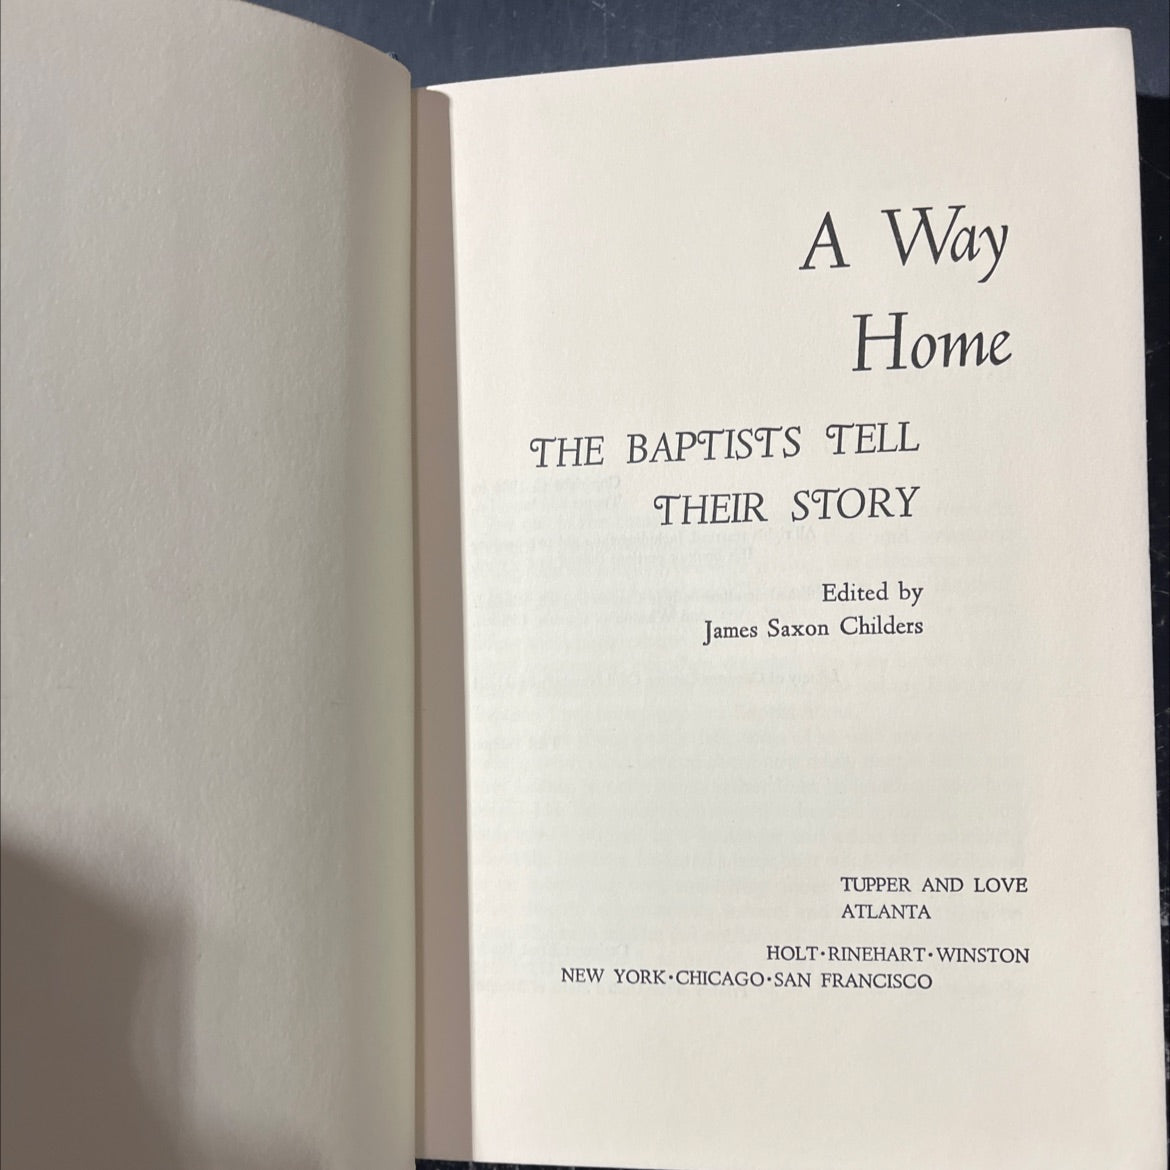 A Way
Home
THE BAPTISTS TELL
THEIR STORY
Edited by
James Saxon Childers
TUPPER AND LOVE
ATLANTA
HOLT·RINEHART·WINSTON
NEW YORK·CHICAGO·SAN FRANCISCO